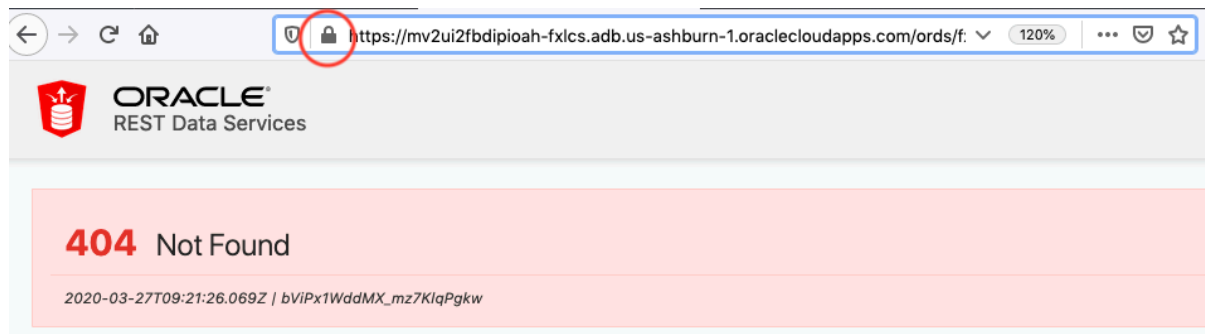 https://mv2ui2fbdipioah-fxlcs.adb.us-ashburn-1.oraclecloudapps.com/ords/f: 120%
ORACLE®
REST Data Services
404 Not Found
2020-03-27T09:21:26.069Z | bViPx1WddMX_mz7KlqPgkw